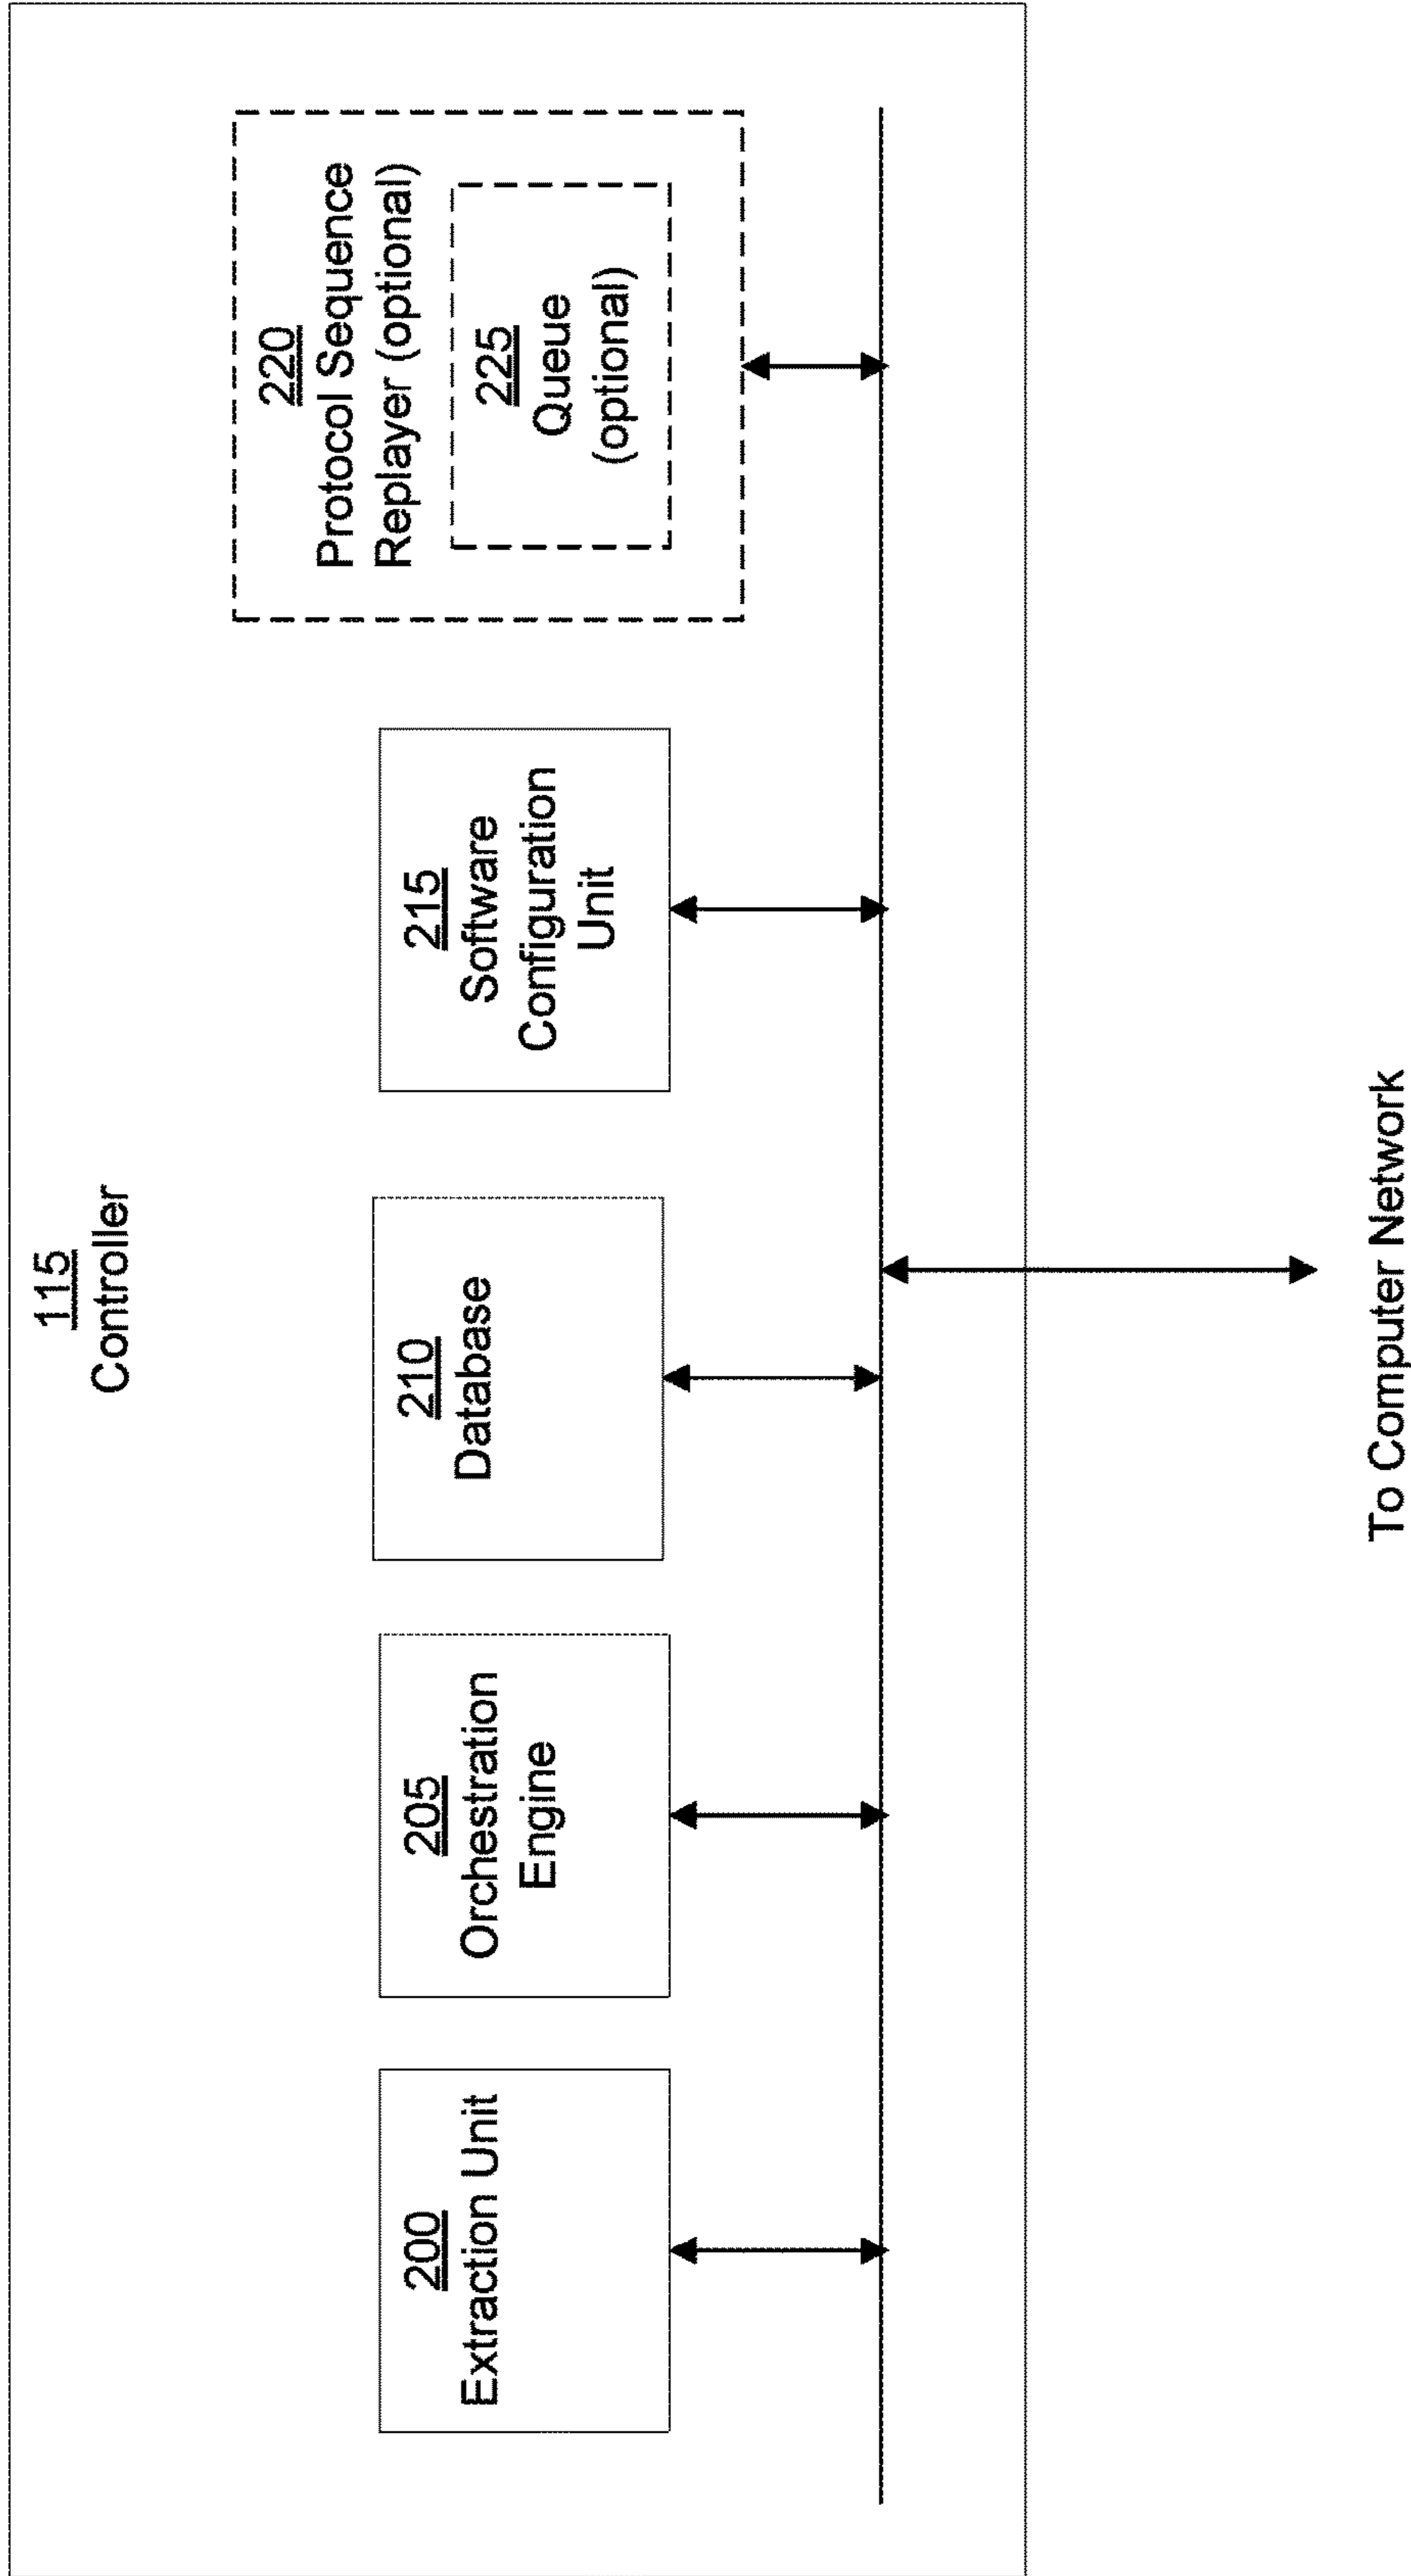 115
Controller
200
Extraction Unit
205
Orchestration
Engine
210
Database
215
Software
Configuration
Unit
220
Protocol Sequence
Replayer (optional)
225
Queue
(optional)
To Computer Network